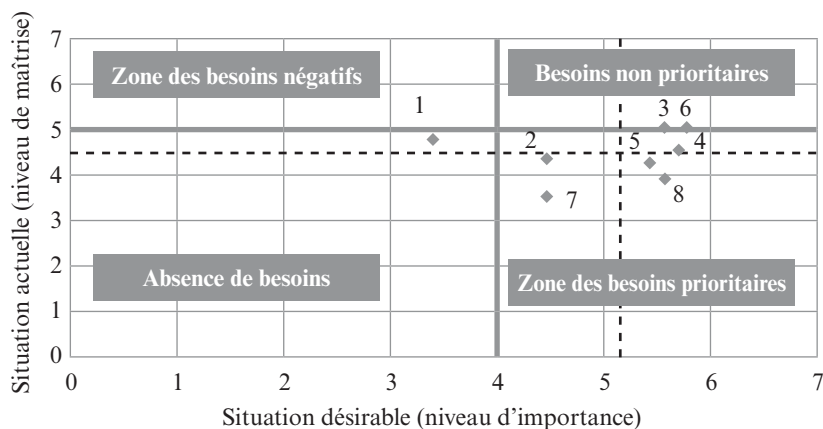 Situation actuelle (niveau de maîtrise)
7
6
5
4
3
2
1
0
Zone des besoins négatifs
Besoins non prioritaires
1
3 6
2
5
4
7
8
Absence de besoins
Zone des besoins prioritaires
0 1 2 3 4 5 6 7
Situation désirable (niveau d’importance)